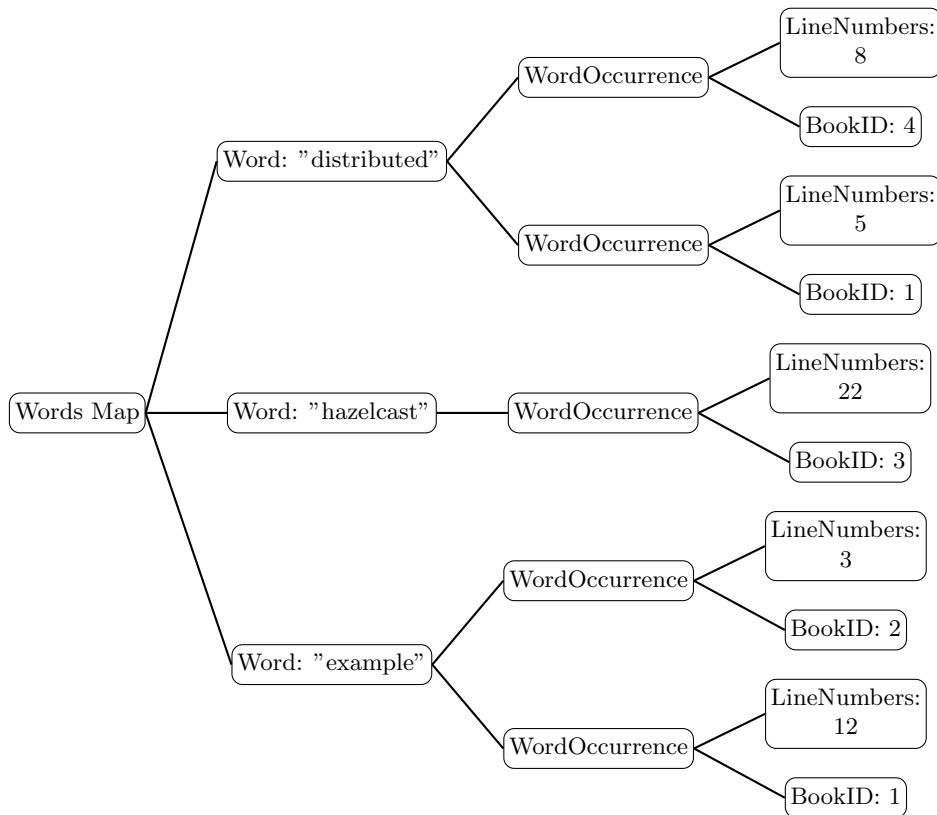 LineNumbers:
8
WordOccurrence
BookID: 4
Word: ”distributed”
LineNumbers:
5
WordOccurrence
BookID: 1
LineNumbers:
22
Words Map
Word: ”hazelcast”
WordOccurrence
BookID: 3
LineNumbers:
3
WordOccurrence
BookID: 2
Word: ”example”
LineNumbers:
12
WordOccurrence
BookID: 1